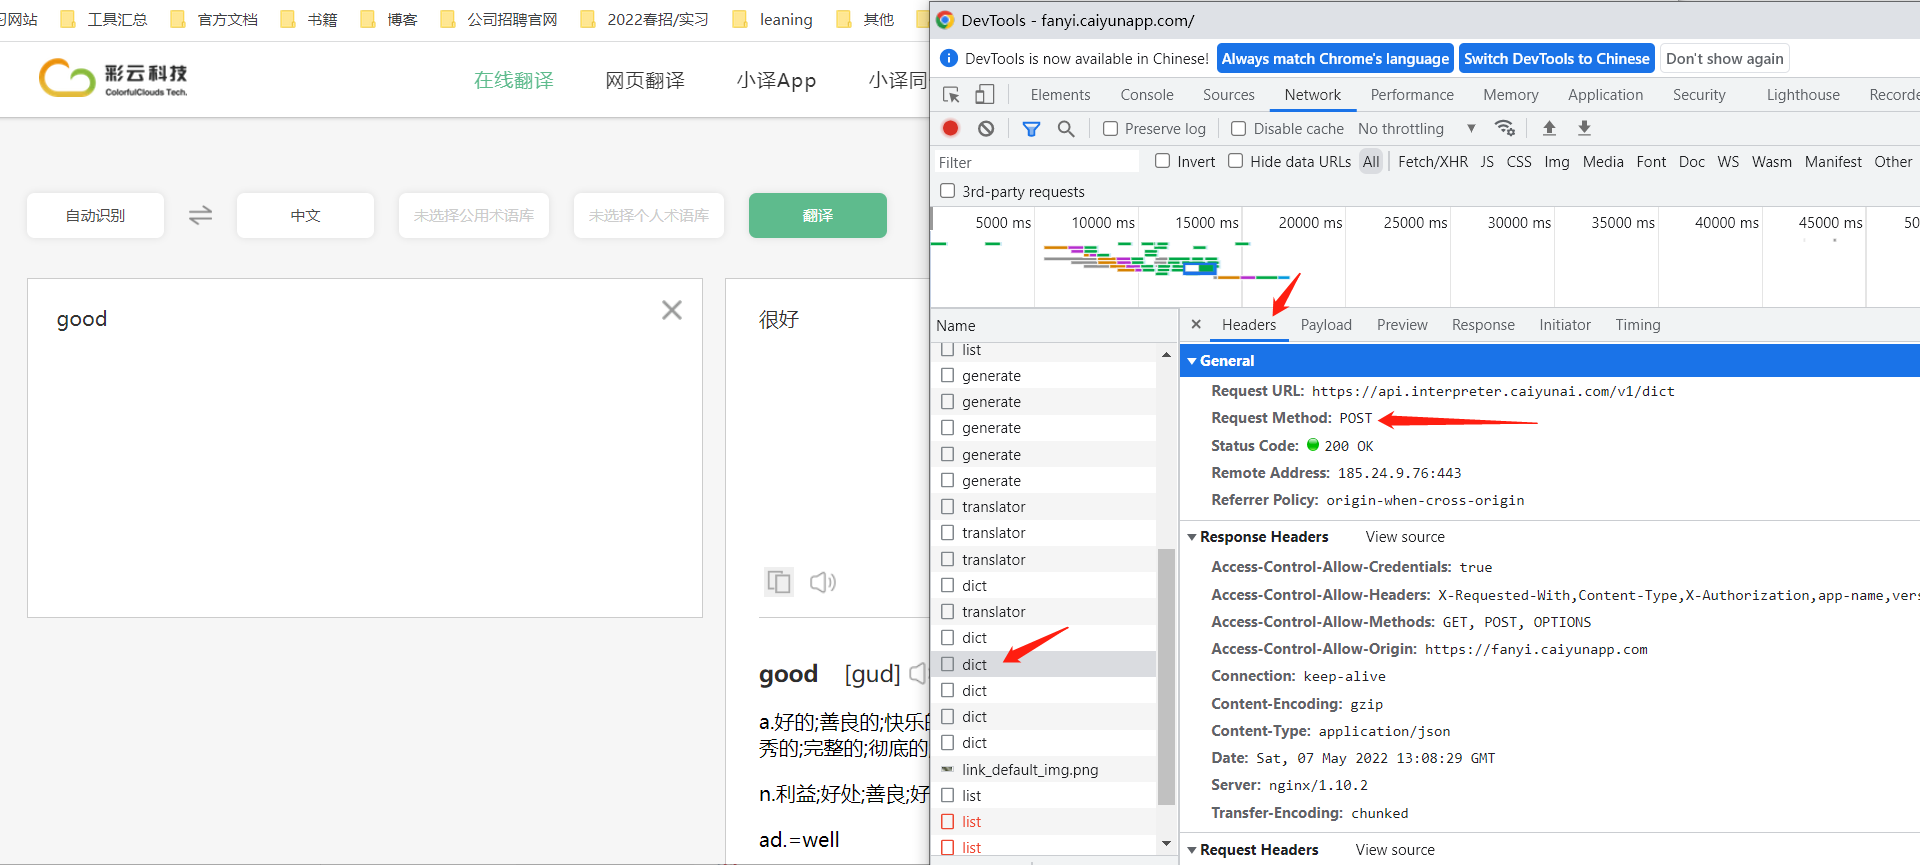 习网站 工具汇总 官方文档 书籍 博客 公司招聘官网 2022春招/实习 leaning 其他
彩云科技
ColorfulClouds Tech.
在线翻译 网页翻译 小译App 小译同
自动识别 中文 未选择公用术语库 未选择个人术语库 翻译
good
很好
good [gud]
a.好的;善良的;快乐的
秀的;完整的;彻底的
n.利益;好处;善良;好
ad.=well
DevTools - fanyi.caiyunapp.com/
DevTools is now available in Chinese! Always match Chrome's language Switch DevTools to Chinese Don't show again
Elements Console Sources Network Performance Memory Application Security Lighthouse Recorde
Preserve log Disable cache No throttling
Filter Invert Hide data URLs All Fetch/XHR JS CSS Img Media Font Doc WS Wasm Manifest Other
3rd-party requests
5000 ms 10000 ms 15000 ms 20000 ms 25000 ms 30000 ms 35000 ms 40000 ms 45000 ms 50
Name
list
generate
generate
generate
generate
generate
translator
translator
translator
dict
translator
dict
dict
dict
dict
dict
link_default_img.png
list
list
list
Headers Payload Preview Response Initiator Timing
General
Request URL: https://api.interpreter.caiyunai.com/v1/dict
Request Method: POST
Status Code: 200 OK
Remote Address: 185.24.9.76:443
Referrer Policy: origin-when-cross-origin
Response Headers View source
Access-Control-Allow-Credentials: true
Access-Control-Allow-Headers: X-Requested-With,Content-Type,X-Authorization,app-name,vers
Access-Control-Allow-Methods: GET, POST, OPTIONS
Access-Control-Allow-Origin: https://fanyi.caiyunapp.com
Connection: keep-alive
Content-Encoding: gzip
Content-Type: application/json
Date: Sat, 07 May 2022 13:08:29 GMT
Server: nginx/1.10.2
Transfer-Encoding: chunked
Request Headers View source